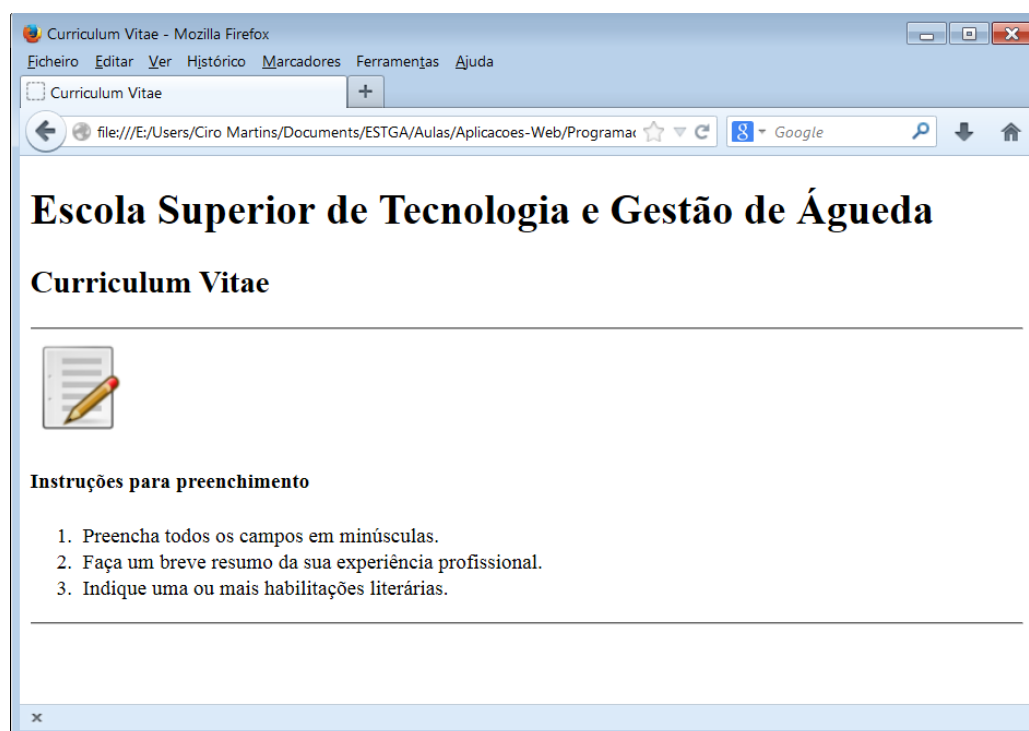 Curriculum Vitae - Mozilla Firefox
Ficheiro Editar Ver Histórico Marcadores Ferramentas Ajuda
Curriculum Vitae +
file:///E:/Users/Ciro Martins/Documents/ESTGA/Aulas/Aplicacoes-Web/Programac 8 Google
Escola Superior de Tecnologia e Gestão de Águeda
Curriculum Vitae
Instruções para preenchimento
1. Preencha todos os campos em minúsculas.
2. Faça um breve resumo da sua experiência profissional.
3. Indique uma ou mais habilitações literárias.